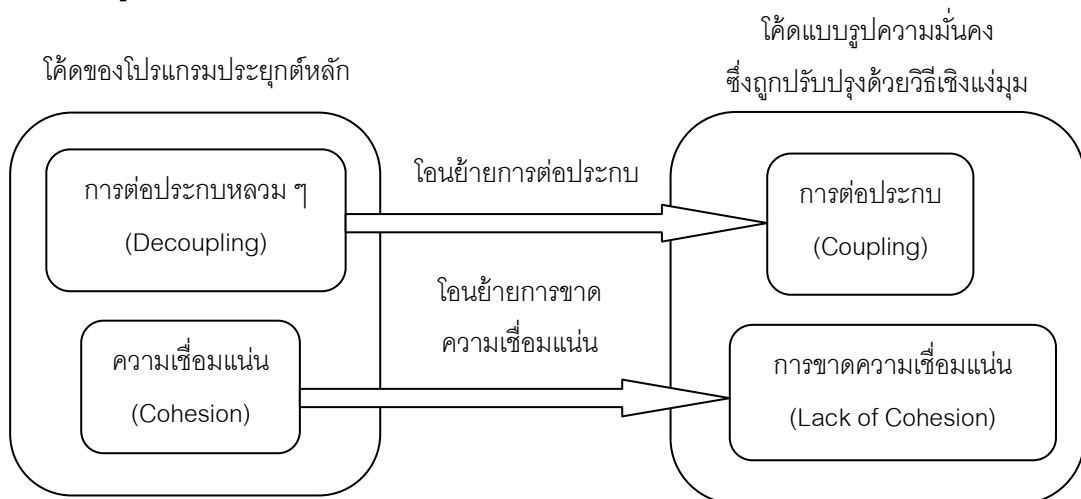 โค้ดของโปรแกรมประยุกต์หลัก
โค้ดแบบรูปความมั่นคง
ซึ่งถูกปรับปรุงด้วยวิธีเชิงแง่มุม
การต่อประกบหลวม ๆ
(Decoupling)
โอนย้ายการต่อประกบ
การต่อประกบ
(Coupling)
ความเชื่อมแน่น
(Cohesion)
โอนย้ายการขาด
ความเชื่อมแน่น
การขาดความเชื่อมแน่น
(Lack of Cohesion)